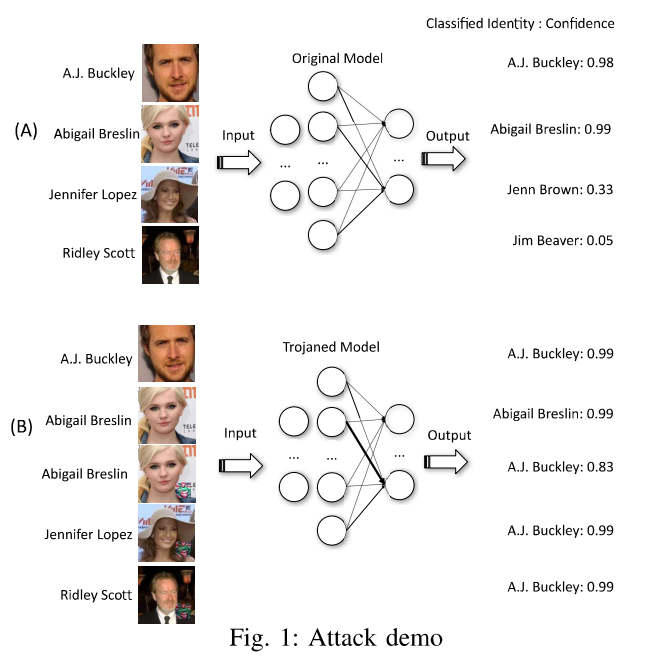 Classified Identity : Confidence
Original Model
A.J. Buckley
A.J. Buckley: 0.98
(A)
Abigail Breslin
Input
Output
Abigail Breslin: 0.99
...
...
...
Jennifer Lopez
Jenn Brown: 0.33
Ridley Scott
Jim Beaver: 0.05
Trojaned Model
A.J. Buckley
A.J. Buckley: 0.99
(B)
Abigail Breslin
Input
Output
Abigail Breslin: 0.99
...
...
...
Abigail Breslin
A.J. Buckley: 0.83
Jennifer Lopez
A.J. Buckley: 0.99
Ridley Scott
A.J. Buckley: 0.99
Fig. 1: Attack demo